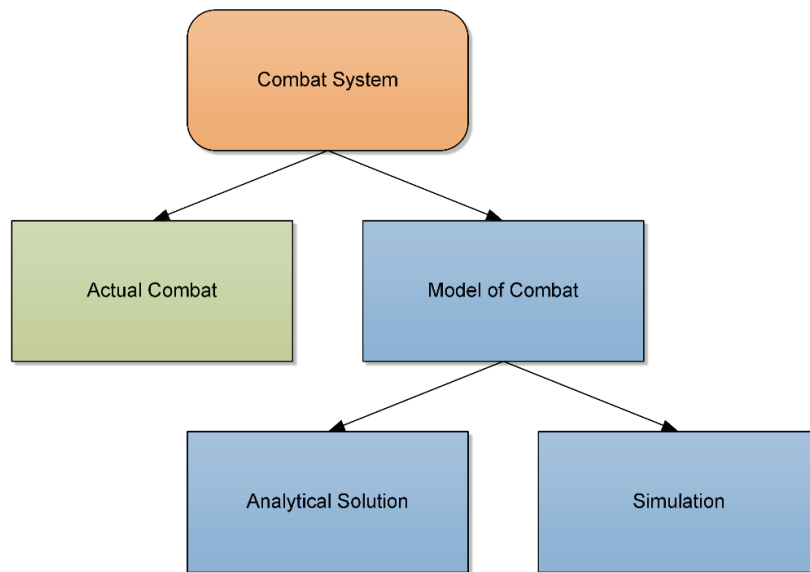 Combat System
Actual Combat
Model of Combat
Analytical Solution
Simulation